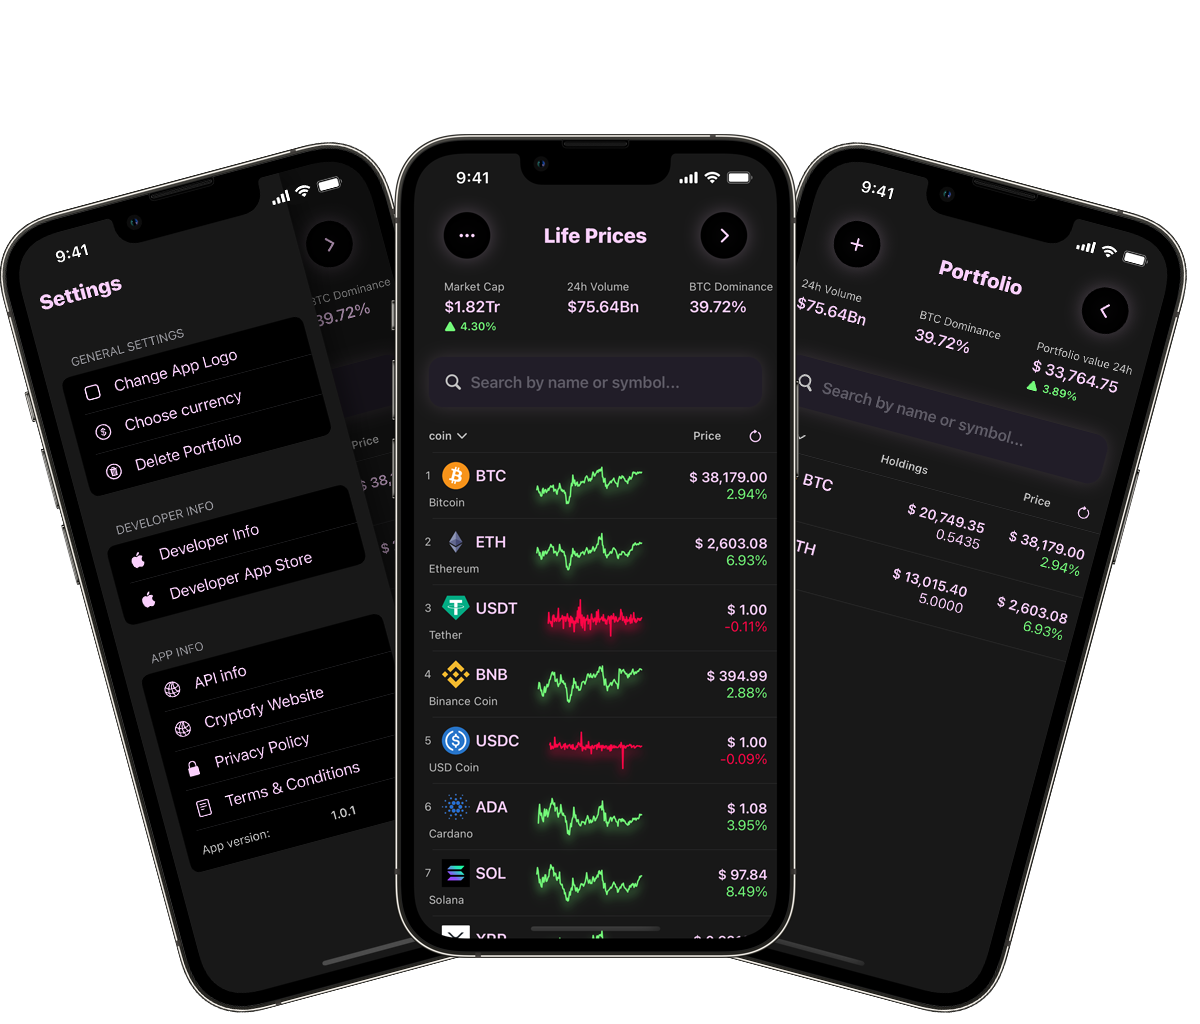 9:41
Settings
GENERAL SETTINGS
Change App Logo
Choose currency
Delete Portfolio
DEVELOPER INFO
Developer Info
Developer App Store
APP INFO
API info
Cryptofy Website
Privacy Policy
Terms & Conditions
App version: 1.0.1
BTC Dominance
39.72%
Price
$ 38,
$
9:41
Life Prices
Market Cap 24h Volume BTC Dominance
$1.82Tr $75.64Bn 39.72%
4.30%
Search by name or symbol...
coin Price
1 BTC $ 38,179.00
Bitcoin 2.94%
2 ETH $ 2,603.08
Ethereum 6.93%
3 USDT $ 1.00
Tether -0.11%
4 BNB $ 394.99
Binance Coin 2.88%
5 USDC $ 1.00
USD Coin -0.09%
6 ADA $ 1.08
Cardano 3.95%
7 SOL $ 97.84
Solana 8.49%
XRP
9:41
Portfolio
24h Volume BTC Dominance Portfolio value 24h
$75.64Bn 39.72% $ 33,764.75
3.89%
Search by name or symbol...
Holdings Price
BTC $ 20,749.35 $ 38,179.00
0.5435 2.94%
TH $ 13,015.40 $ 2,603.08
5.0000 6.93%